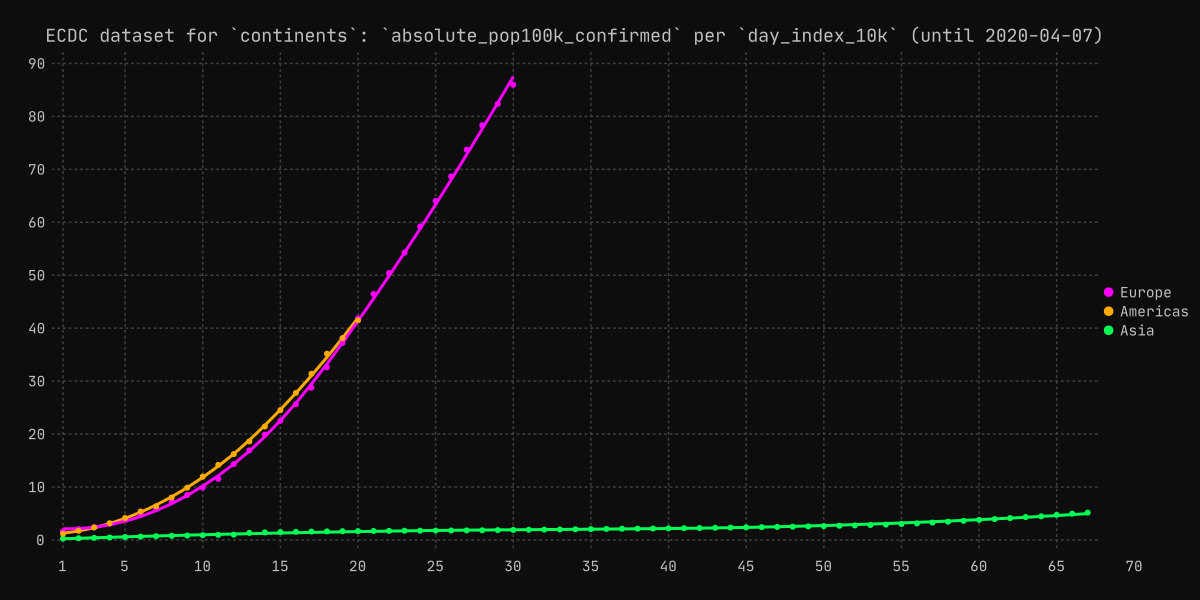 ECDC dataset for `continents`: `absolute_pop100k_confirmed` per `day_index_10k` (until 2020-04-07)
90
80
70
60
50
40
30
20
10
0
Europe
Americas
Asia
1 5 10 15 20 25 30 35 40 45 50 55 60 65 70